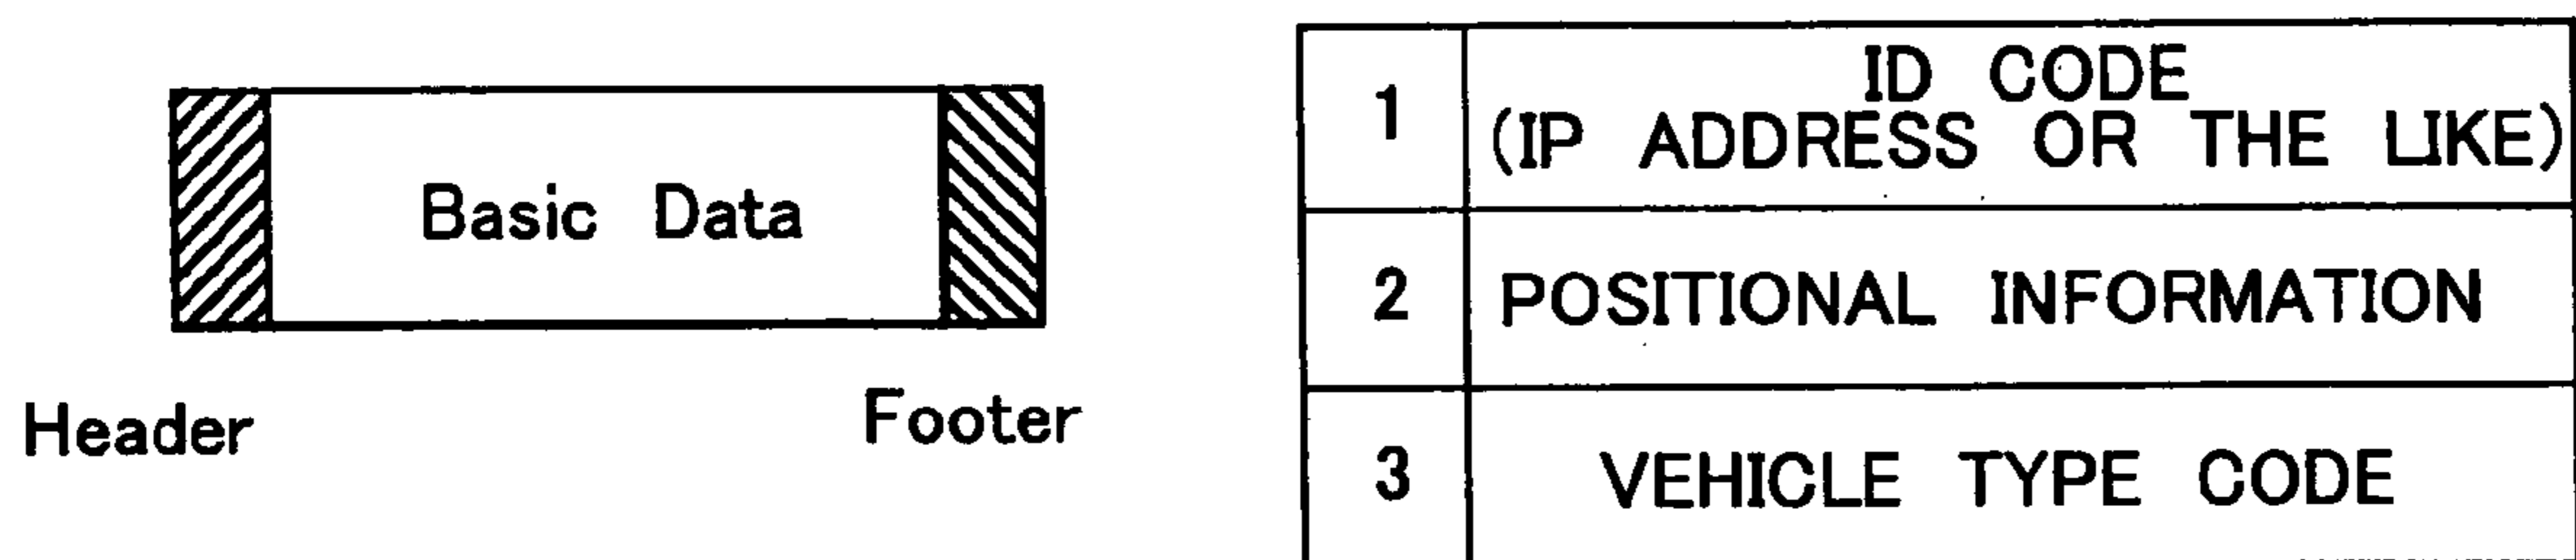 Basic Data
Header
Footer
1
ID CODE
(IP ADDRESS OR THE LIKE)
2
POSITIONAL INFORMATION
3
VEHICLE TYPE CODE